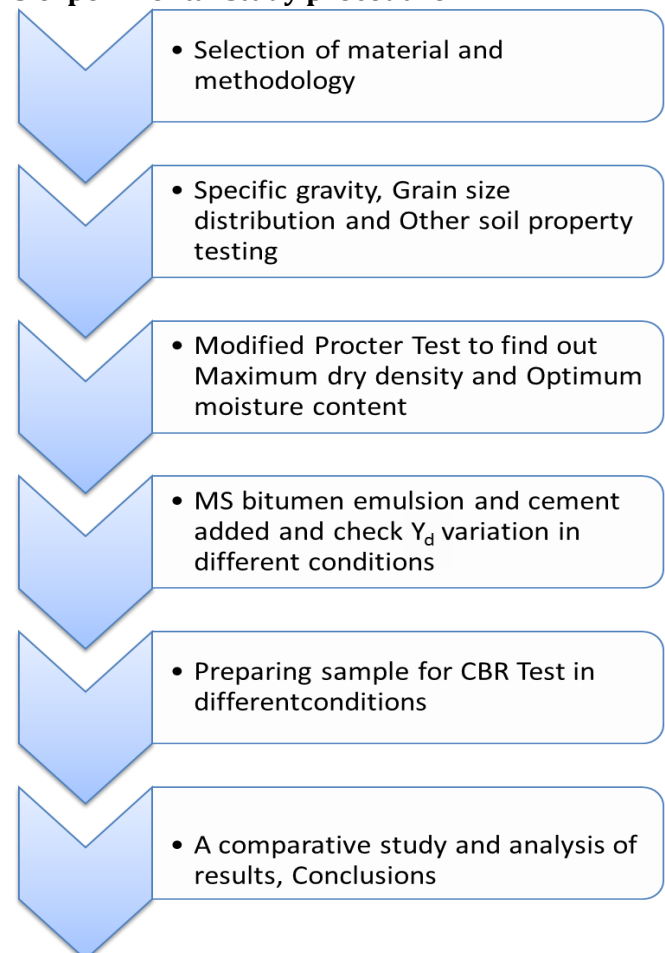 • Selection of material and
methodology
• Specific gravity, Grain size
distribution and Other soil property
testing
• Modified Procter Test to find out
Maximum dry density and Optimum
moisture content
• MS bitumen emulsion and cement
added and check Yd variation in
different conditions
• Preparing sample for CBR Test in
differentconditions
• A comparative study and analysis of
results, Conclusions